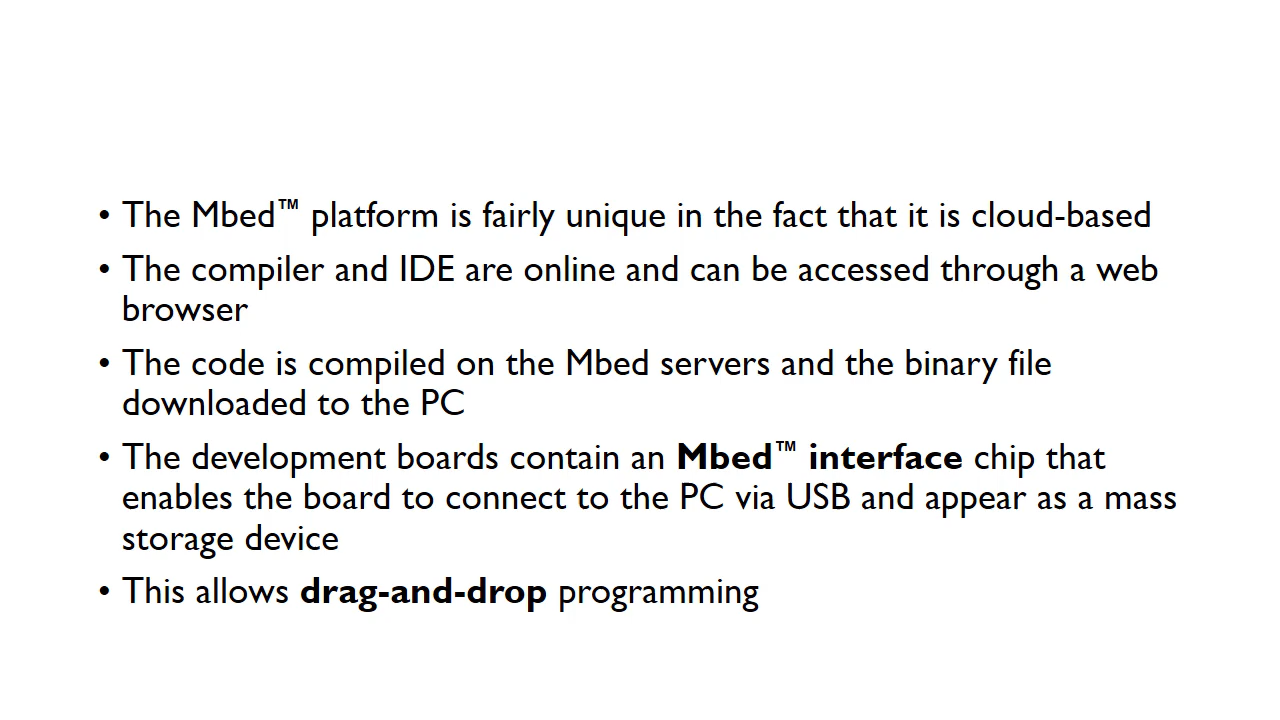 • The Mbed™ platform is fairly unique in the fact that it is cloud-based
• The compiler and IDE are online and can be accessed through a web
browser
• The code is compiled on the Mbed servers and the binary file
downloaded to the PC
• The development boards contain an Mbed™ interface chip that
enables the board to connect to the PC via USB and appear as a mass
storage device
• This allows drag-and-drop programming